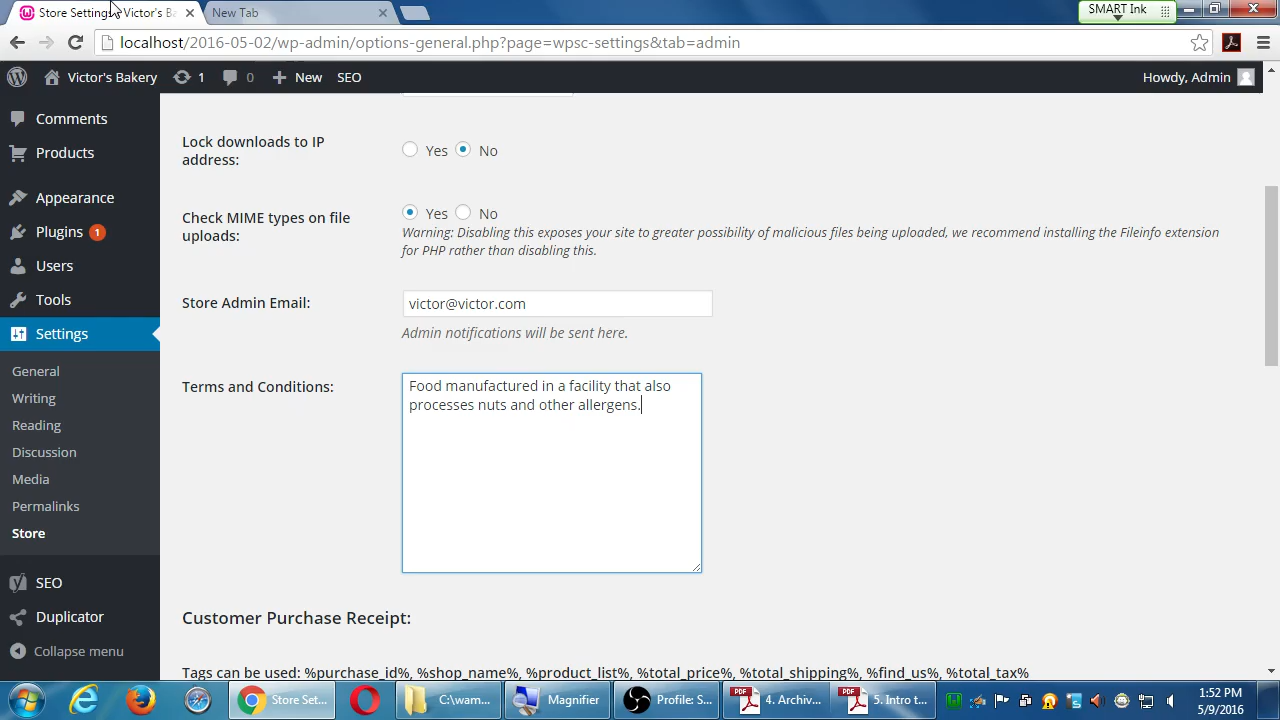 Store Settings ‹ Victor's Ba
New Tab
SMART Ink
localhost/2016-05-02/wp-admin/options-general.php?page=wpsc-settings&tab=admin
Victor's Bakery
1
0
New
SEO
Howdy, Admin
Comments
Products
Appearance
Plugins 1
Users
Tools
Settings
General
Writing
Reading
Discussion
Media
Permalinks
Store
SEO
Duplicator
Collapse menu
Lock downloads to IP
address:
Yes
No
Check MIME types on file
uploads:
Yes
No
Warning: Disabling this exposes your site to greater possibility of malicious files being uploaded, we recommend installing the Fileinfo extension
for PHP rather than disabling this.
Store Admin Email:
victor@victor.com
Admin notifications will be sent here.
Terms and Conditions:
Food manufactured in a facility that also
processes nuts and other allergens.
Customer Purchase Receipt:
Tags can be used: %purchase_id%, %shop_name%, %product_list%, %total_price%, %total_shipping%, %find_us%, %total_tax%
Store Set...
C:\wam...
Magnifier
Profile: S...
PDF
4. Archiv...
PDF
5. Intro t...
1:52 PM
5/9/2016